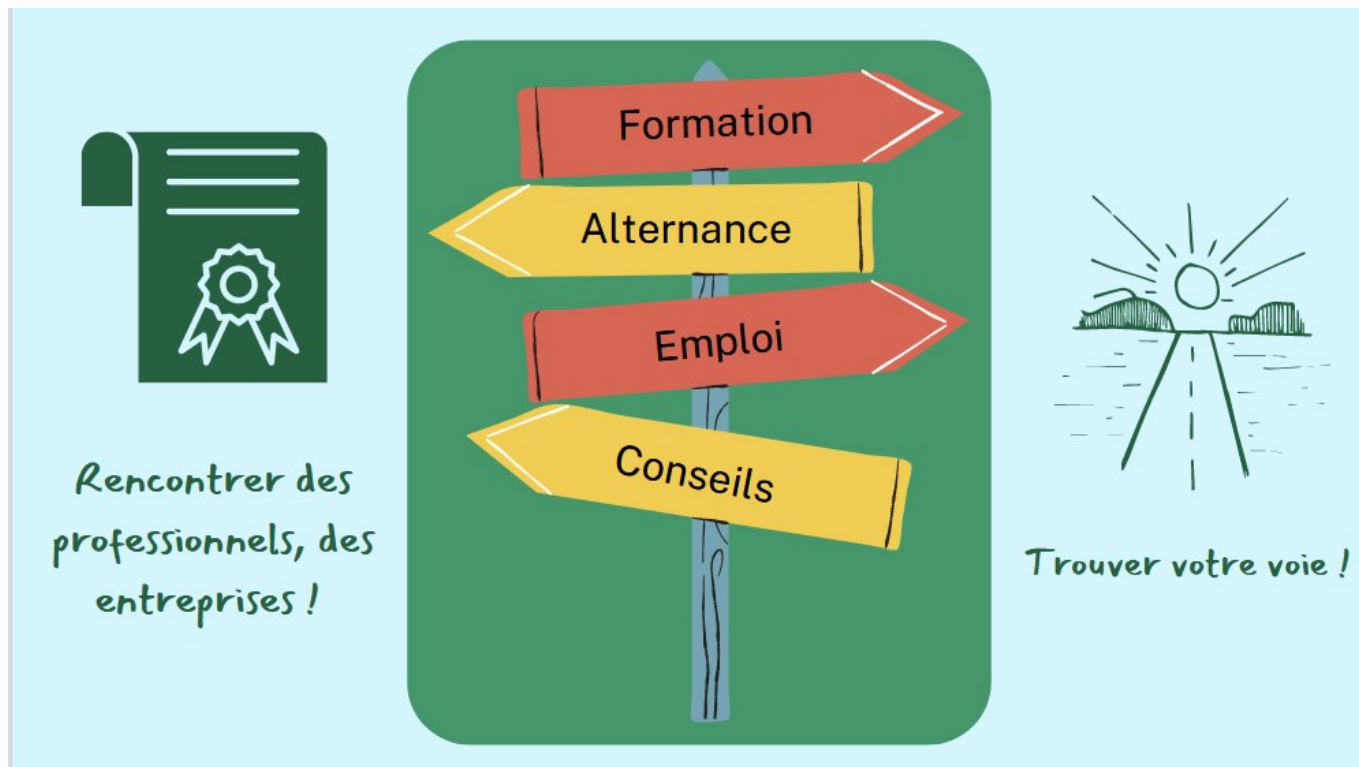 Formation
Alternance
Emploi
Conseils
Rencontrer des
professionnels, des
entreprises !
Trouver votre voie !